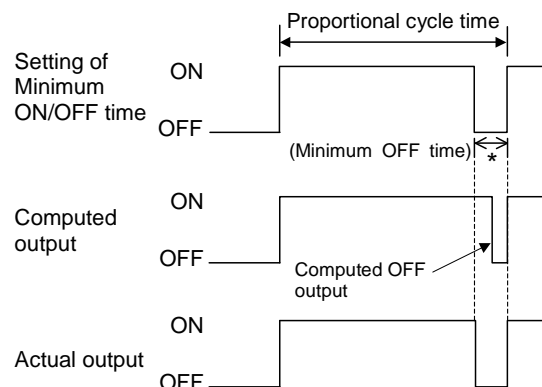 Proportional cycle time
Setting of
Minimum
ON/OFF time
ON
OFF
(Minimum OFF time)
*
Computed
output
ON
OFF
Computed OFF
output
Actual output
ON
OFF